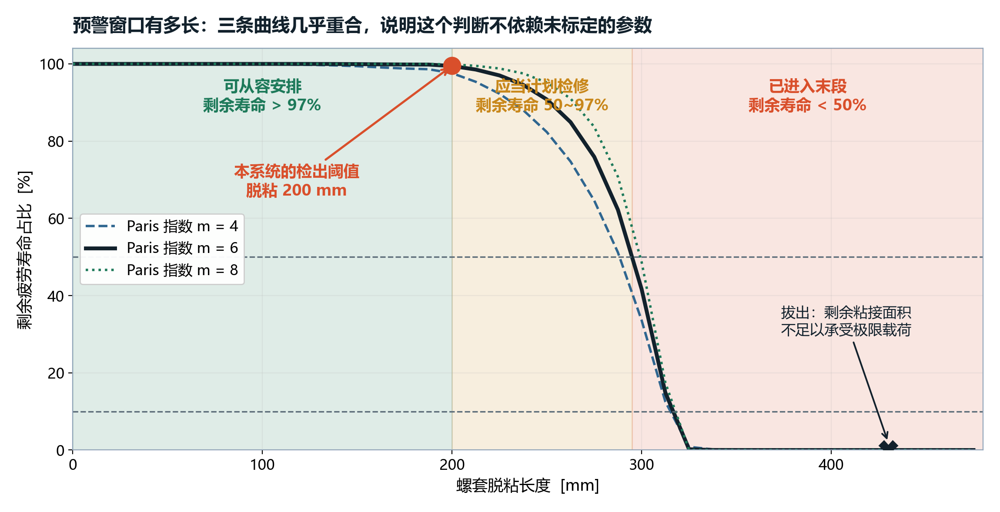 预警窗口有多长：三条曲线几乎重合，说明这个判断不依赖未标定的参数
剩余疲劳寿命占比 [%]
100
80
60
40
20
0
可从容安排
剩余寿命 > 97%
应当计划检修
剩余寿命 50~97%
已进入末段
剩余寿命 < 50%
本系统的检出阈值
脱粘 200 mm
Paris 指数 m = 4
Paris 指数 m = 6
Paris 指数 m = 8
拔出：剩余粘接面积
不足以承受极限载荷
0
100
200
300
400
螺套脱粘长度 [mm]